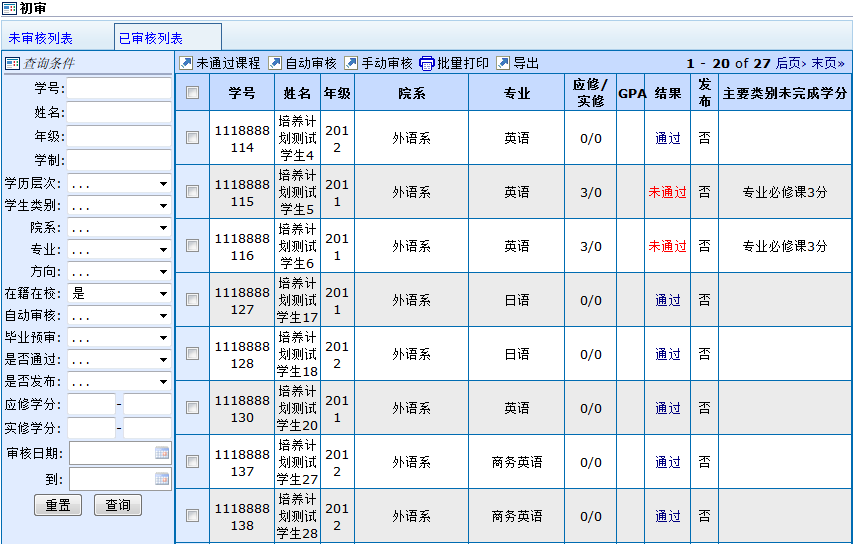 初审
未审核列表
已审核列表
查询条件
学号:
姓名:
年级:
学制:
学历层次: ...
学生类别: ...
院系: ...
专业: ...
方向: ...
在籍在校: 是
自动审核: ...
毕业预审: ...
是否通过: ...
是否发布: ...
应修学分: -
实修学分: -
审核日期:
到:
重置 查询
未通过课程 自动审核 手动审核 批量打印 导出 1 - 20 of 27 后页› 末页»
学号 姓名 年级 院系 专业 应修/实修 GPA 结果 发布 主要类别未完成学分
1118888114 培养计划测试学生4 2012 外语系 英语 0/0 通过 否
1118888115 培养计划测试学生5 2011 外语系 英语 3/0 未通过 否 专业必修课3分
1118888116 培养计划测试学生6 2011 外语系 英语 3/0 未通过 否 专业必修课3分
1118888127 培养计划测试学生17 2011 外语系 日语 0/0 通过 否
1118888128 培养计划测试学生18 2012 外语系 日语 0/0 通过 否
1118888130 培养计划测试学生20 2011 外语系 英语 0/0 通过 否
1118888137 培养计划测试学生27 2012 外语系 商务英语 0/0 通过 否
1118888138 培养计划测试学生28 2012 外语系 商务英语 0/0 通过 否